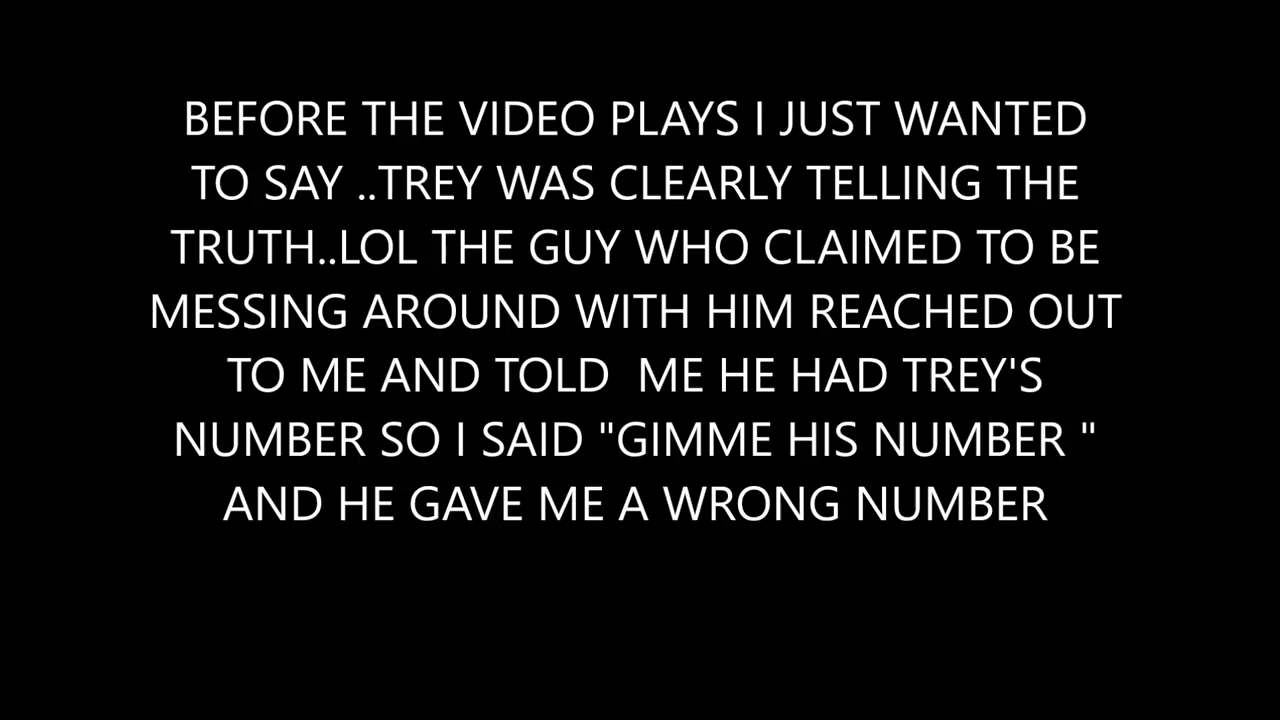 BEFORE THE VIDEO PLAYS I JUST WANTED
TO SAY ..TREY WAS CLEARLY TELLING THE
TRUTH..LOL THE GUY WHO CLAIMED TO BE
MESSING AROUND WITH HIM REACHED OUT
TO ME AND TOLD  ME HE HAD TREY'S
NUMBER SO I SAID "GIMME HIS NUMBER "
AND HE GAVE ME A WRONG NUMBER